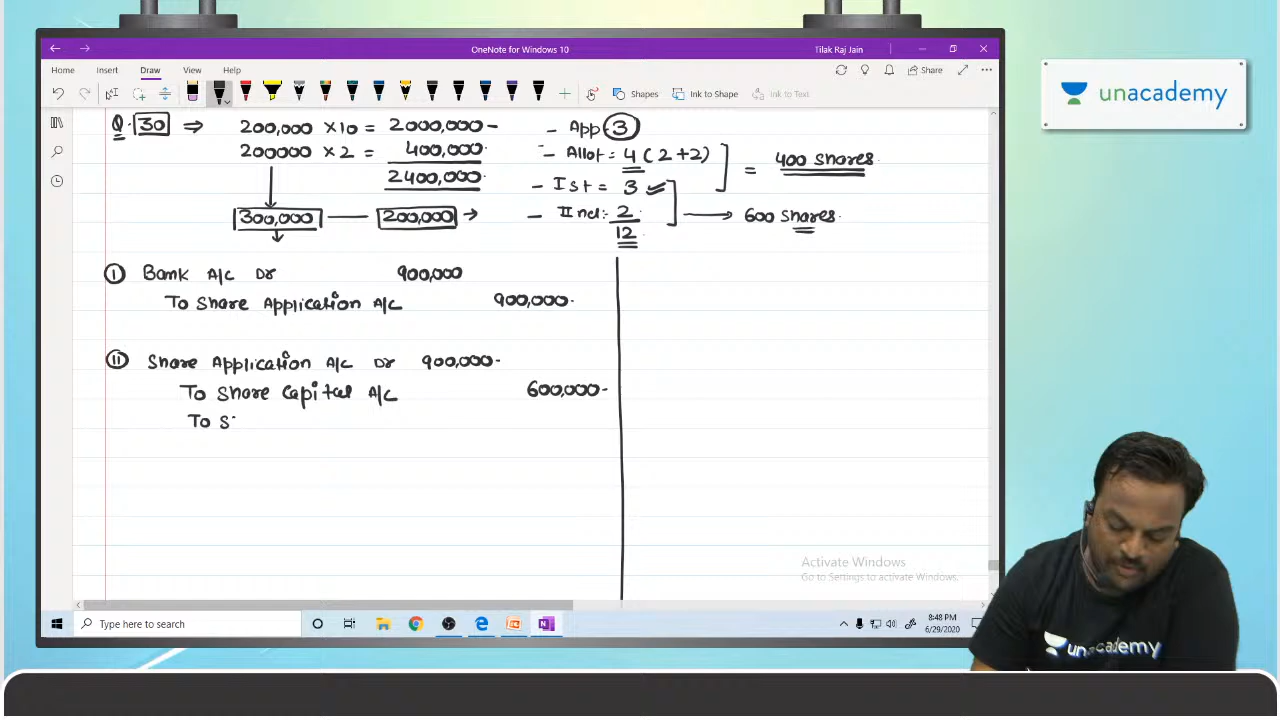 OneNote for Windows 10
Tilak Raj Jain
Home Insert Draw View Help
Share
Shapes
Ink to Shape
Ink to Text
unacademy
Q. 30 ⇒ 200,000 × 10 = 2000,000 -
200000 × 2 = 400,000.
2400,000.
300,000 — 200,000 →
- App. 3
- Allot = 4 (2+2)
= 400 Shares.
- Ist = 3 ✓
- IInd :- 2
→ 600 Shares.
12
(i) Bank A/C Dr 900,000
To Share Application A/C 900,000.
(ii) Share Application A/C Dr 900,000.
To Share Capital A/C 600,000-
To S
Activate Windows
Go to Settings to activate Windows.
Type here to search
8:48 PM
6/29/2020
unacademy